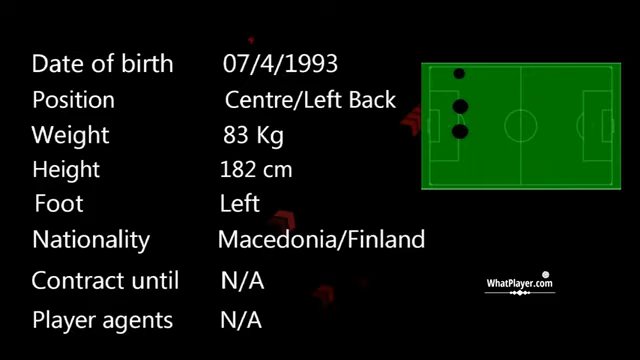 Date of birth 07/4/1993
Position Centre/Left Back
Weight 83 Kg
Height 182 cm
Foot Left
Nationality Macedonia/Finland
Contract until N/A
Player agents N/A
WhatPlayer.com